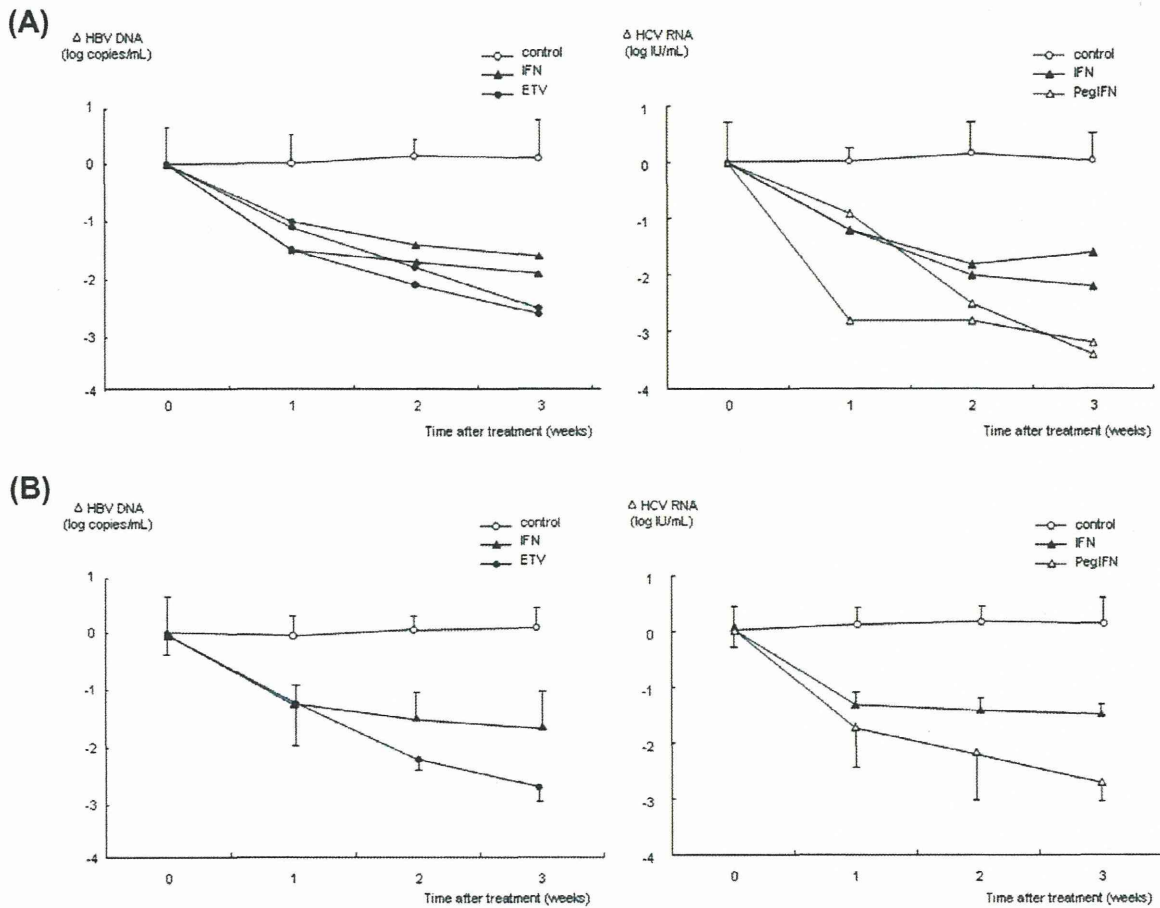 (A)
Δ HBV DNA
(log copies/mL)
control
IFN
ETV
1
0
-1
-2
-3
-4
0 1 2 3
Time after treatment (weeks)
Δ HCV RNA
(log IU/mL)
control
IFN
PegIFN
1
0
-1
-2
-3
-4
0 1 2 3
Time after treatment (weeks)
(B)
Δ HBV DNA
(log copies/mL)
control
IFN
ETV
1
0
-1
-2
-3
-4
0 1 2 3
Time after treatment (weeks)
Δ HCV RNA
(log IU/mL)
control
IFN
PegIFN
1
0
-1
-2
-3
-4
0 1 2 3
Time after treatment (weeks)